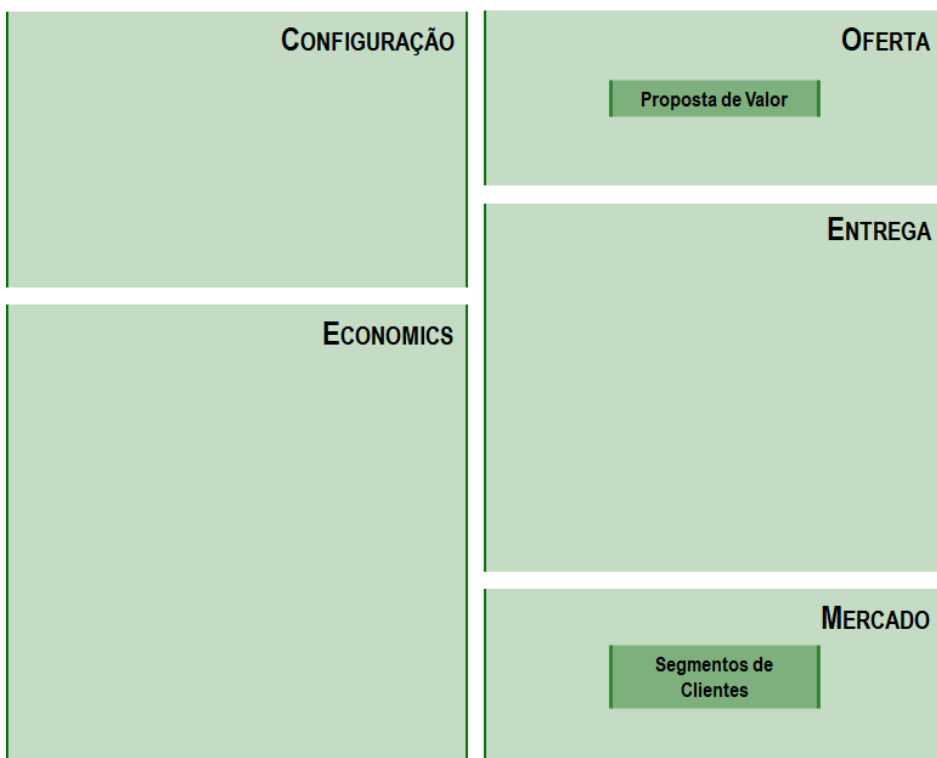 CONFIGURAÇÃO
ECONOMICS
OFERTA
Proposta de Valor
ENTREGA
MERCADO
Segmentos de
Clientes